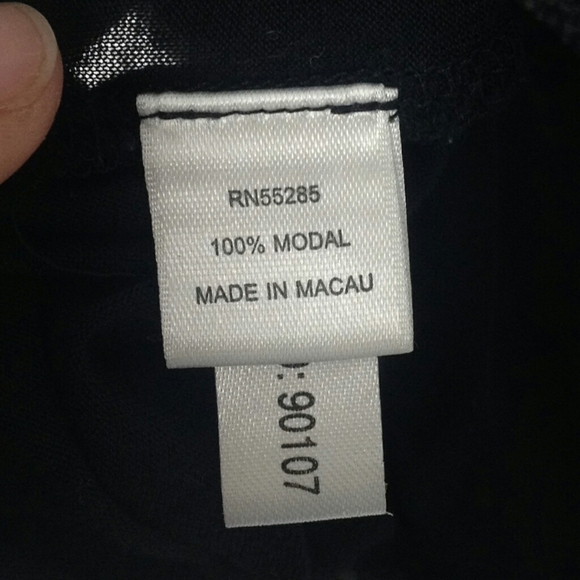 RN55285
100% MODAL
MADE IN MACAU
: 90107